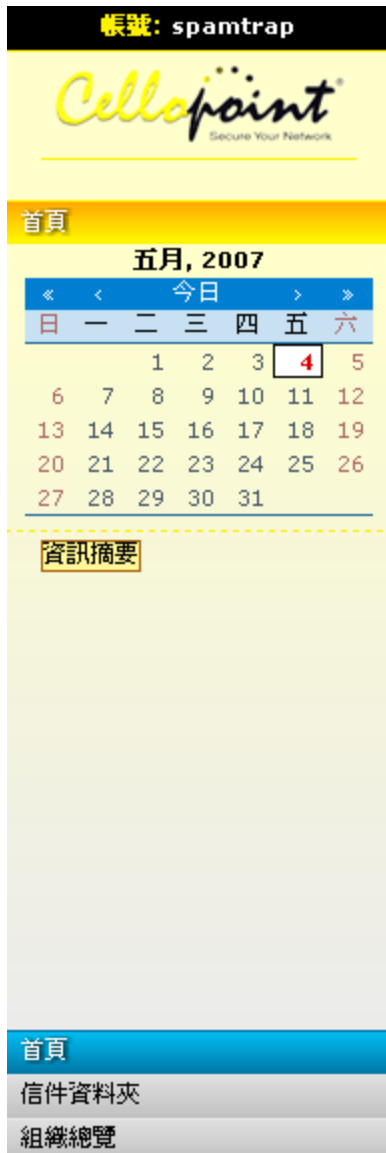 帳號: spamtrap
Cellopoint®
Secure Your Network
首頁
五月, 2007
« ‹ 今日 › »
日 一 二 三 四 五 六
1 2 3 4 5
6 7 8 9 10 11 12
13 14 15 16 17 18 19
20 21 22 23 24 25 26
27 28 29 30 31
資訊摘要
首頁
信件資料夾
組織總覽